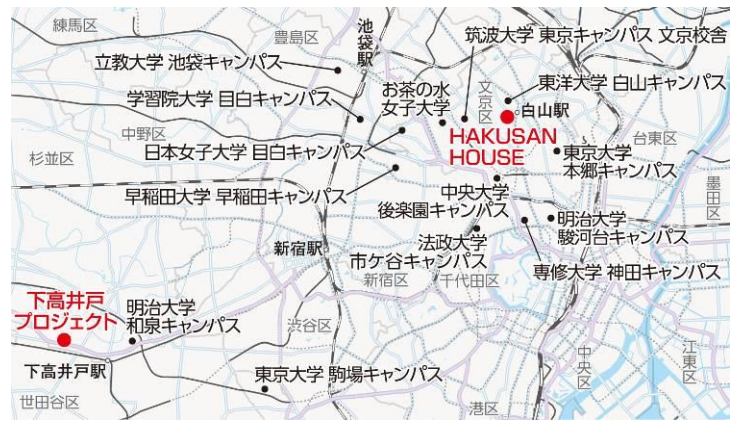 練馬区
豊島区
池袋駅
筑波大学 東京キャンパス 文京校舎
立教大学 池袋キャンパス
文京区
東洋大学 白山キャンパス
お茶の水
女子大学
学習院大学 目白キャンパス
白山駅
HAKUSAN
HOUSE
中野区
台東区
杉並区
日本女子大学 目白キャンパス
東京大学
本郷キャンパス
早稲田大学 早稲田キャンパス
中央大学
後楽園キャンパス
墨田区
明治大学
駿河台キャンパス
法政大学
市ケ谷キャンパス
新宿駅
専修大学 神田キャンパス
新宿区
千代田区
下高井戸
プロジェクト
明治大学
和泉キャンパス
渋谷区
下高井戸駅
中央区
江東区
東京大学 駒場キャンパス
世田谷区
港区